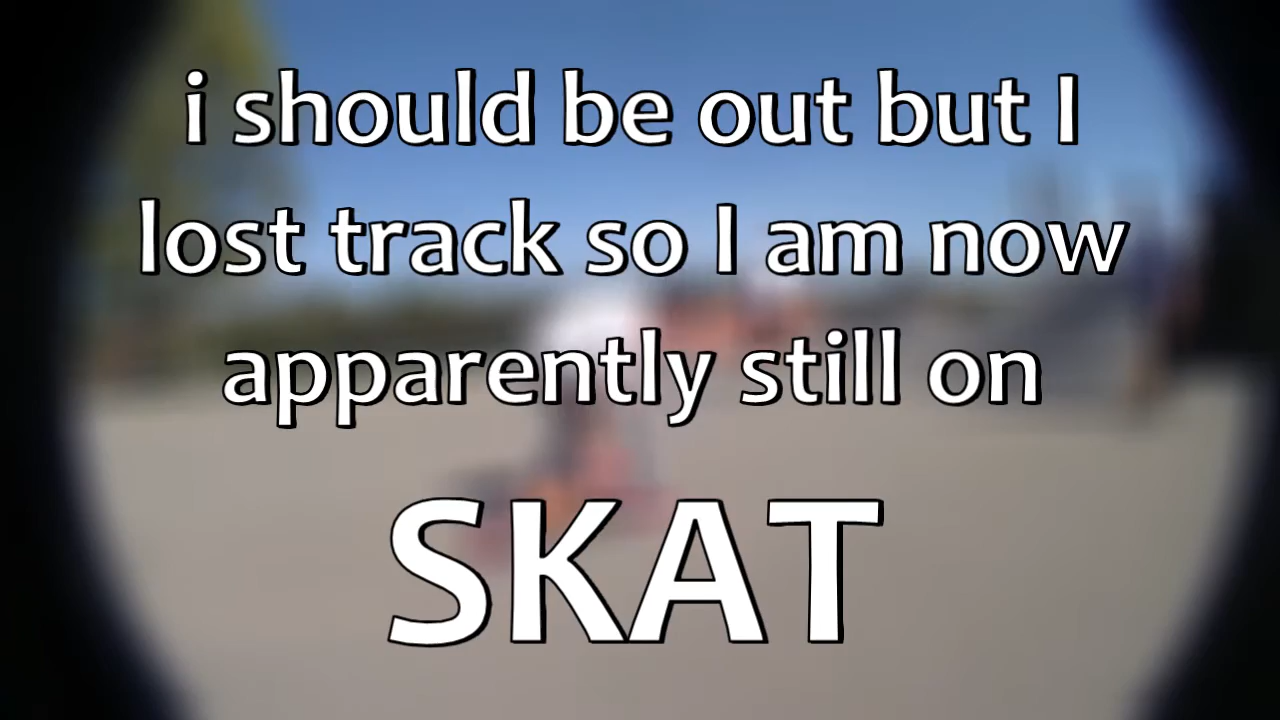 i should be out but I
lost track so I am now
apparently still on
SKAT